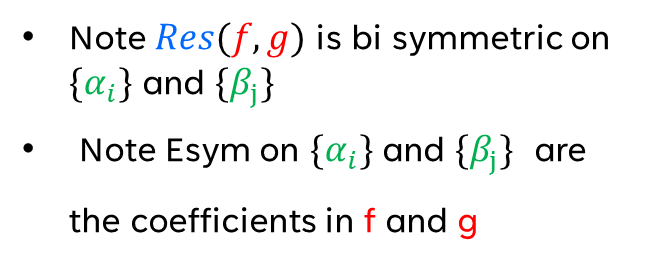 • Note Res(f,g) is bi symmetric on
{αᵢ} and {βⱼ}
• Note Esym on {αᵢ} and {βⱼ} are
the coefficients in f and g